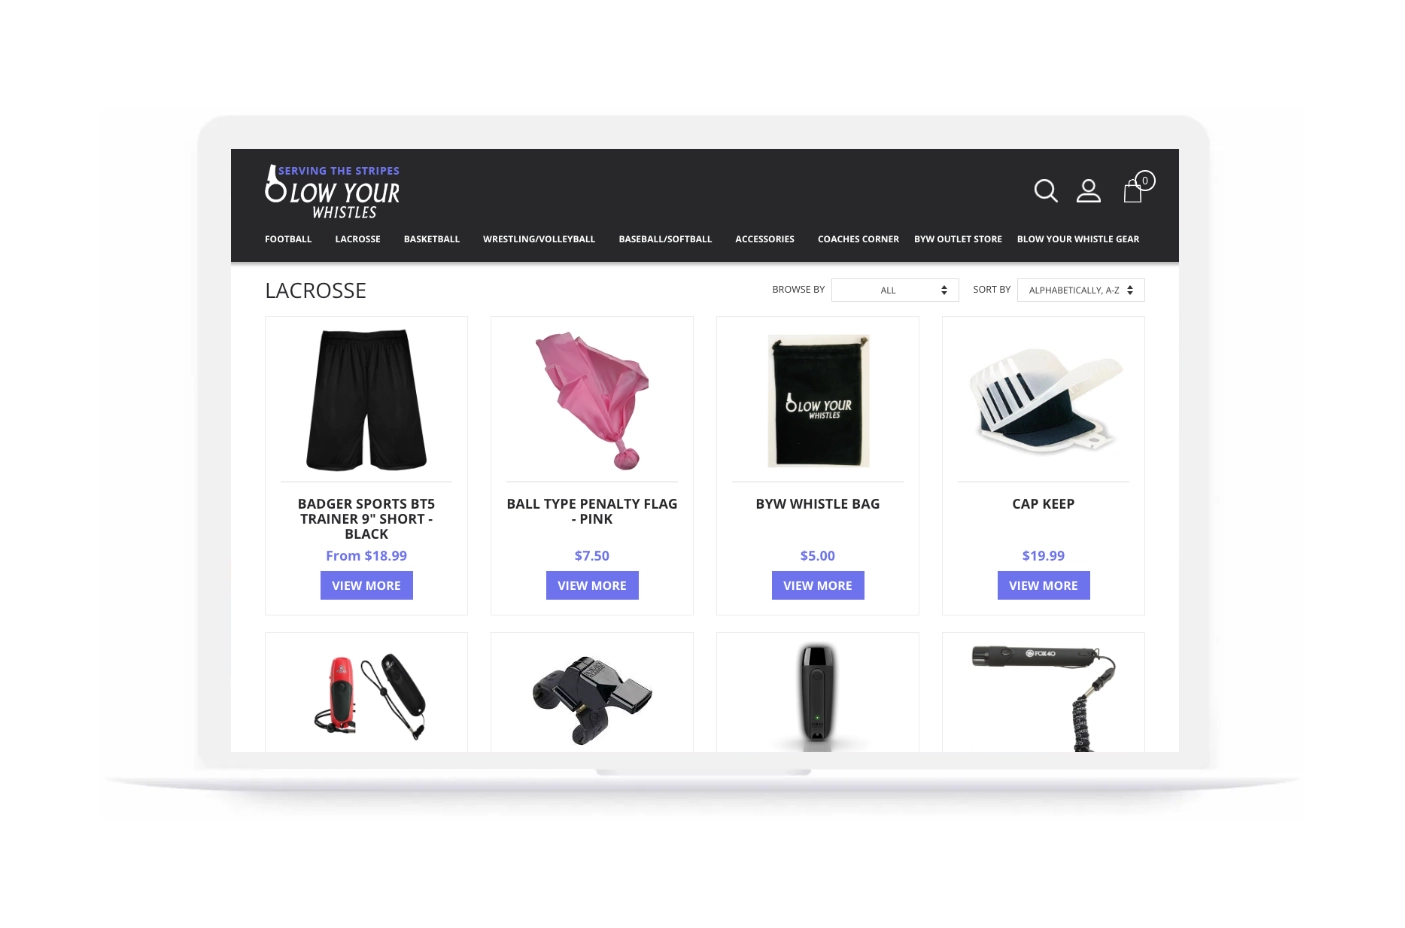 SERVING THE STRIPES
BLOW YOUR
WHISTLES
0
FOOTBALL LACROSSE BASKETBALL WRESTLING/VOLLEYBALL BASEBALL/SOFTBALL ACCESSORIES COACHES CORNER BYW OUTLET STORE BLOW YOUR WHISTLE GEAR
LACROSSE BROWSE BY ALL SORT BY ALPHABETICALLY, A-Z
BLOW YOUR
WHISTLES
BADGER SPORTS BT5
TRAINER 9" SHORT -
BLACK
From $18.99
VIEW MORE
BALL TYPE PENALTY FLAG
- PINK
$7.50
VIEW MORE
BYW WHISTLE BAG
$5.00
VIEW MORE
CAP KEEP
$19.99
VIEW MORE
FOX40